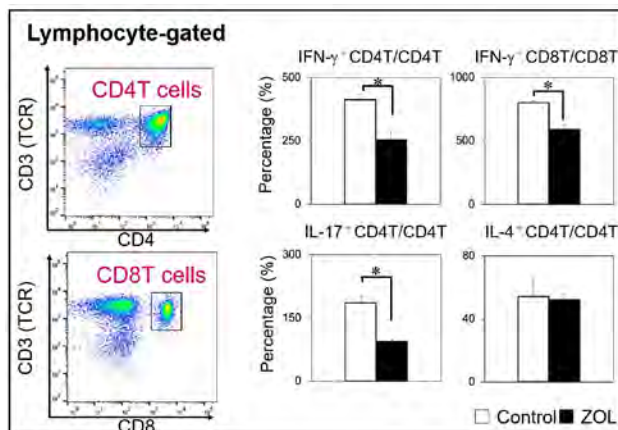 Lymphocyte-gated
CD4T cells
CD3 (TCR)
CD4
CD8T cells
CD3 (TCR)
CD8
IFN-γ⁺ CD4T/CD4T
Percentage (%)
500
250
0
*
IFN-γ⁺ CD8T/CD8T
1000
500
0
*
IL-17⁺ CD4T/CD4T
Percentage (%)
300
150
0
*
IL-4⁺ CD4T/CD4T
80
40
0
Control
ZOL